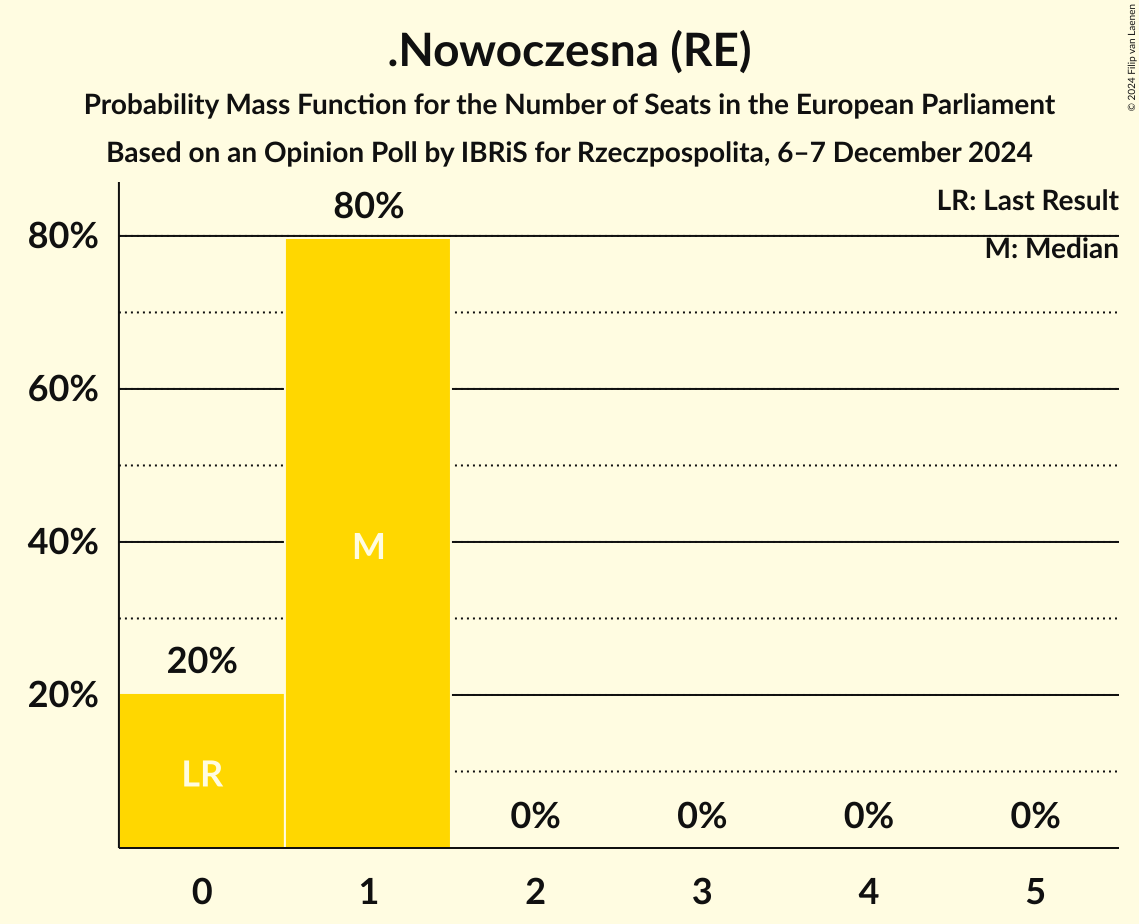 .Nowoczesna (RE)
Probability Mass Function for the Number of Seats in the European Parliament
Based on an Opinion Poll by IBRiS for Rzeczpospolita, 6–7 December 2024
© 2024 Filip van Laenen
LR: Last Result
M: Median
80%
80%
60%
40%
20%
M
20%
LR
0%
0%
0%
0%
0
1
2
3
4
5